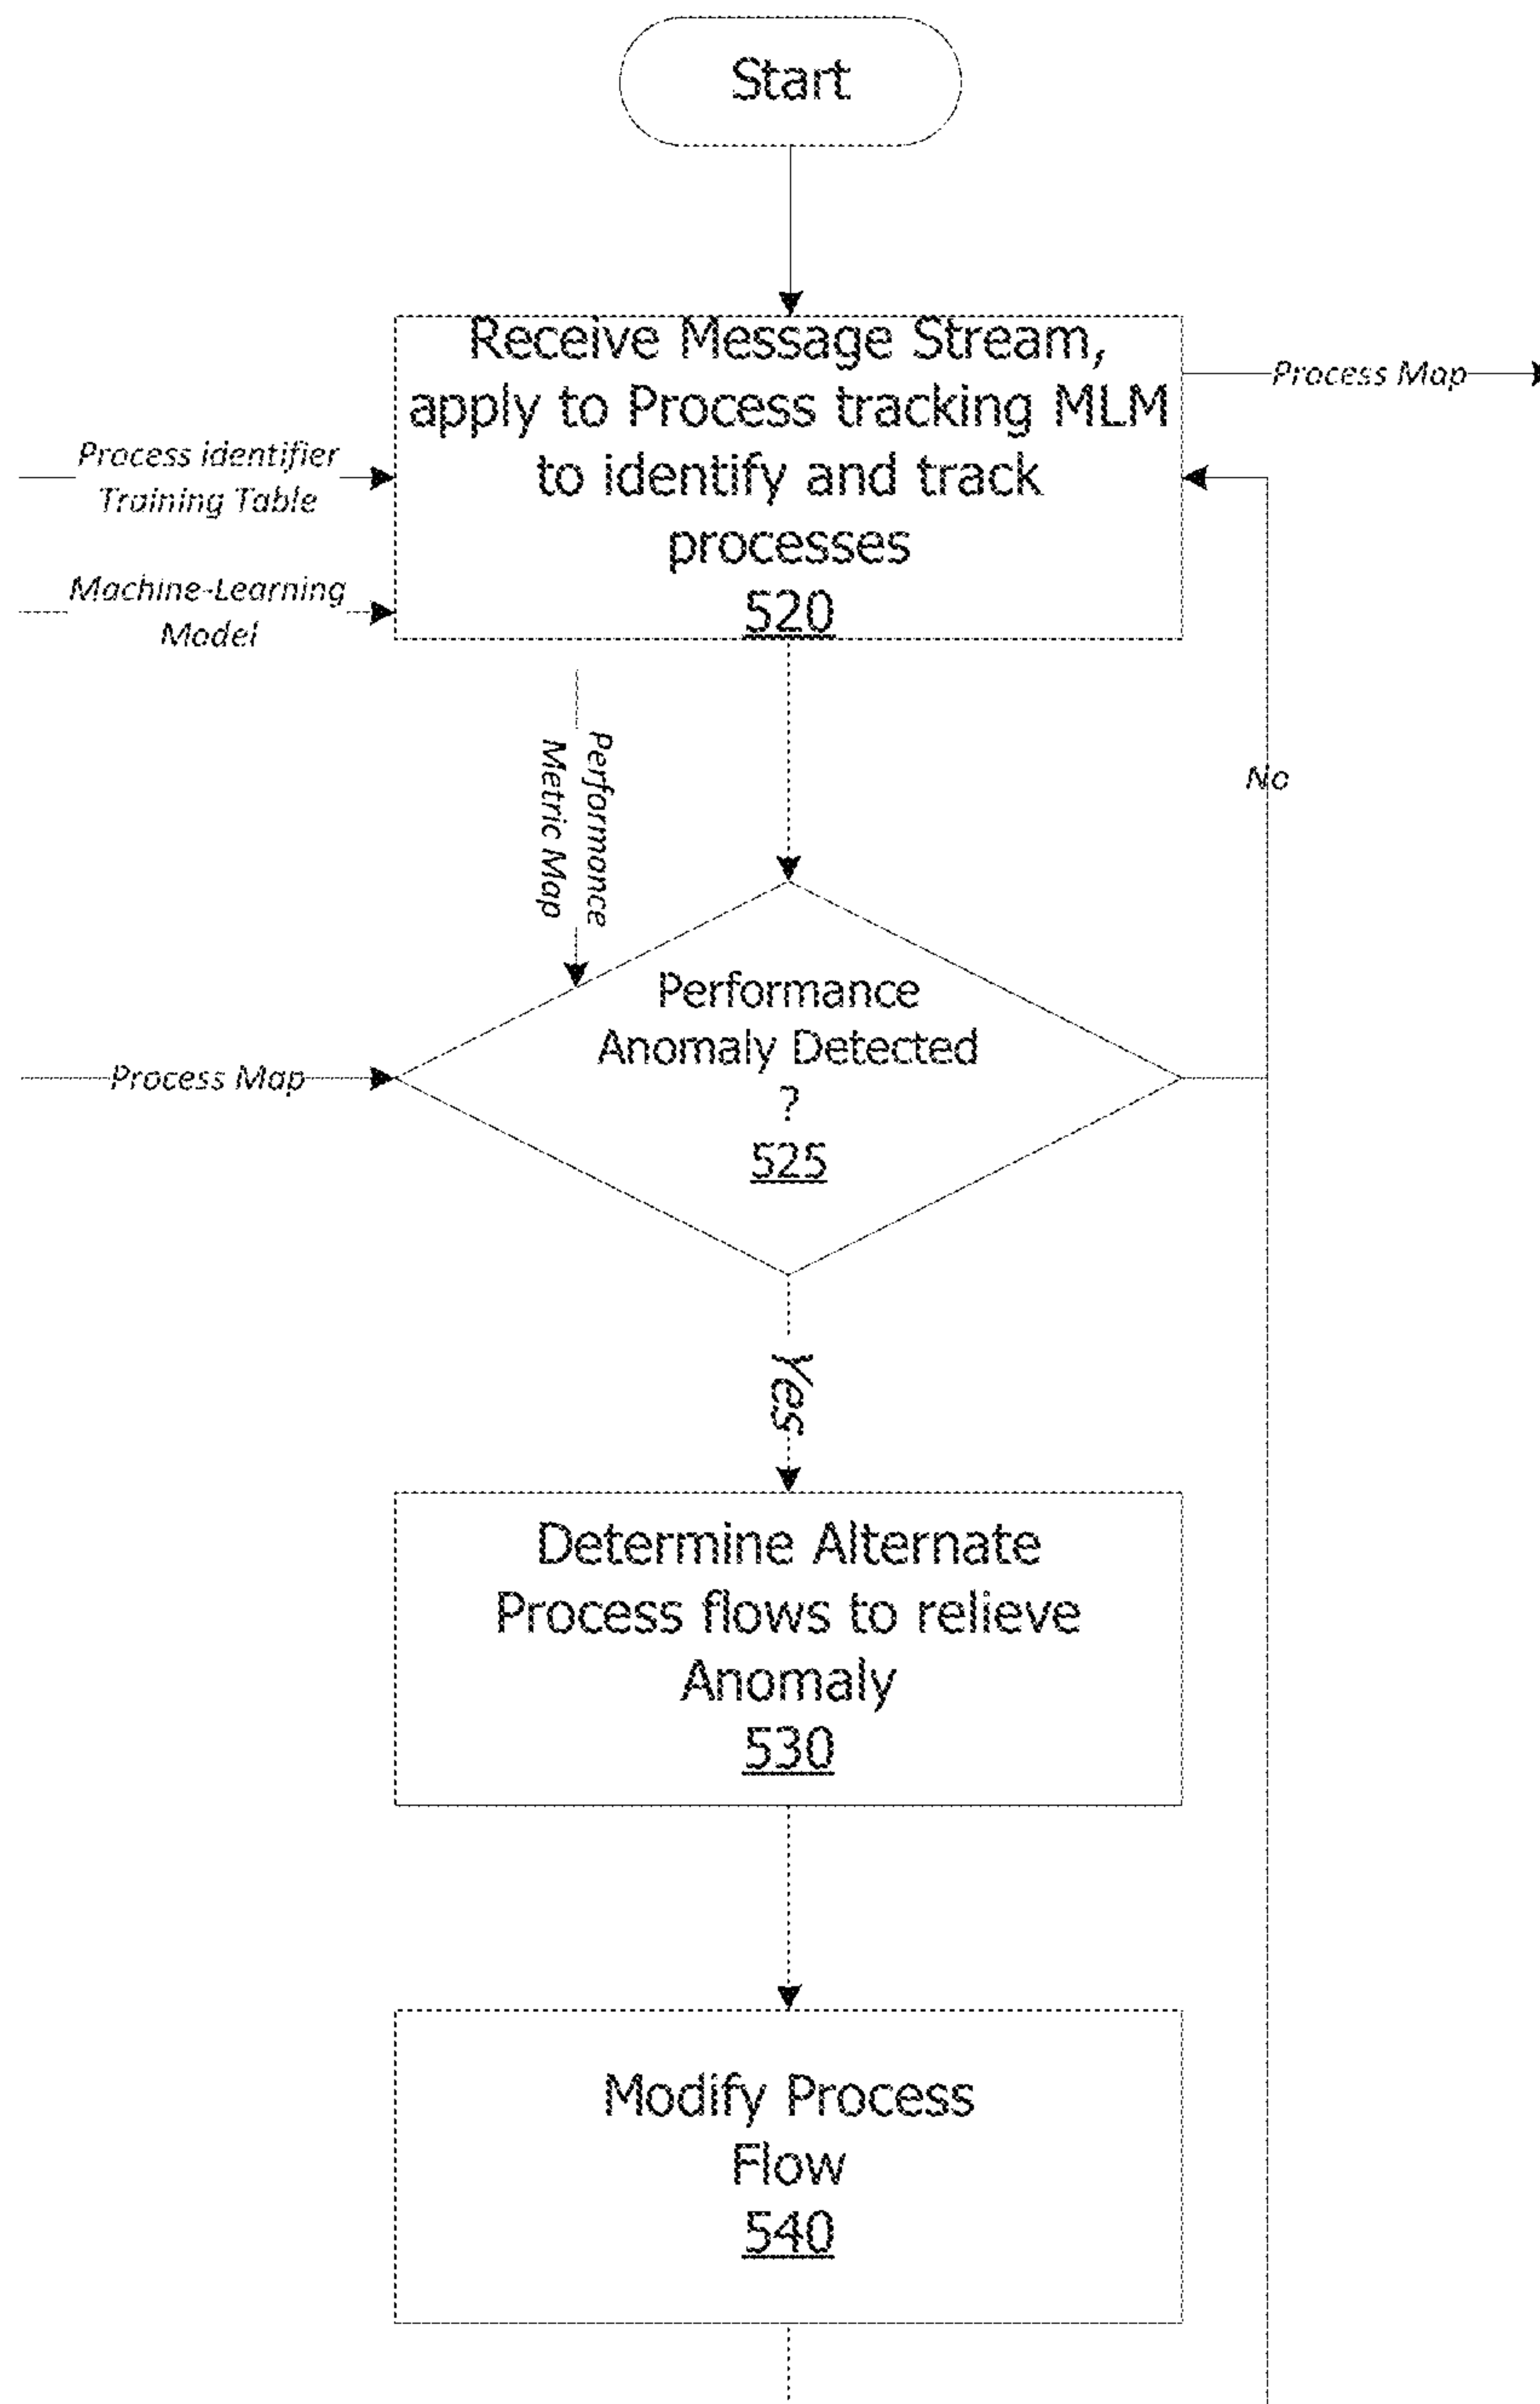 Start
Receive Message Stream,
apply to Process tracking MLM
to identify and track
processes
520
Process Map
Process identifier
Training Table
Machine-Learning
Model
Performance
Metric Map
No
Performance
Anomaly Detected
?
525
Process Map
Yes
Determine Alternate
Process flows to relieve
Anomaly
530
Modify Process
Flow
540